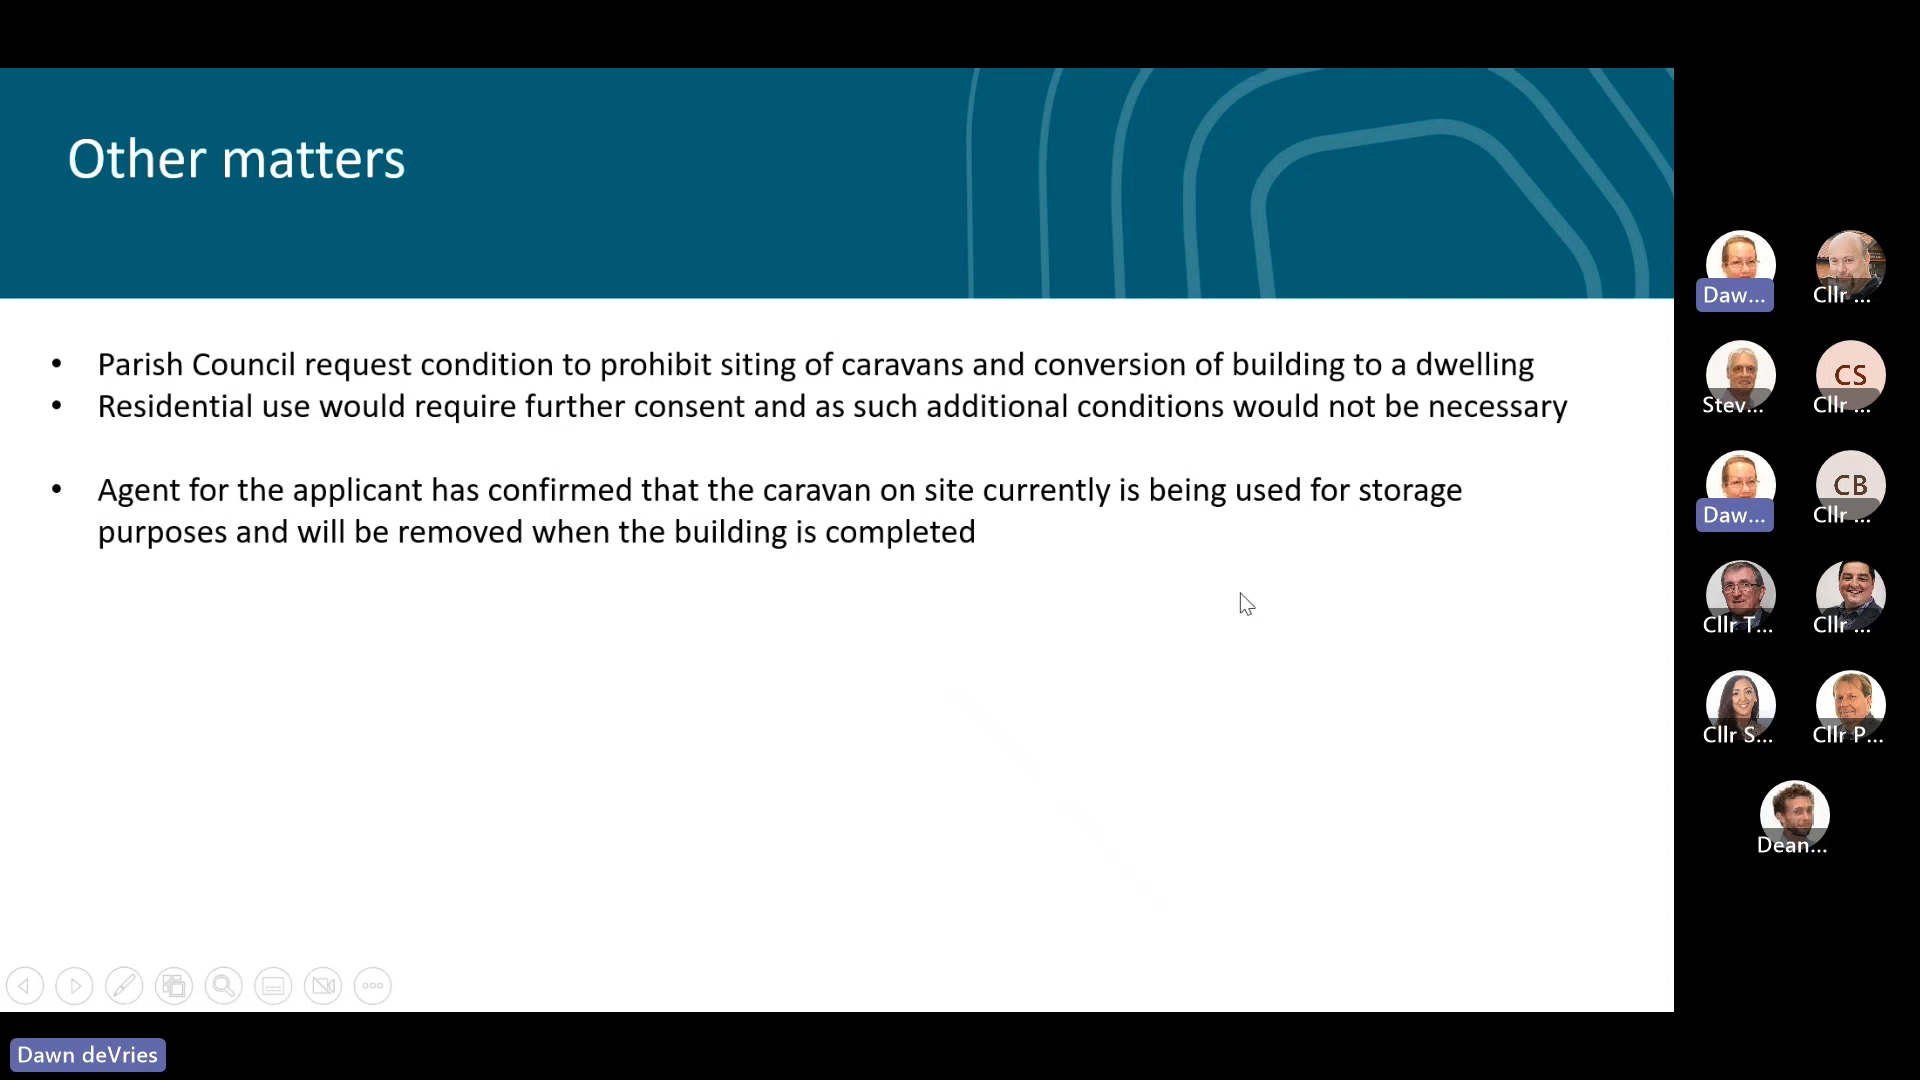 Other matters
• Parish Council request condition to prohibit siting of caravans and conversion of building to a dwelling
• Residential use would require further consent and as such additional conditions would not be necessary
• Agent for the applicant has confirmed that the caravan on site currently is being used for storage
purposes and will be removed when the building is completed
Daw...
Cllr ...
Stev...
CS
Cllr ...
Daw...
CB
Cllr ...
Cllr T...
Cllr ...
Cllr S...
Cllr P...
Dean...
Dawn deVries